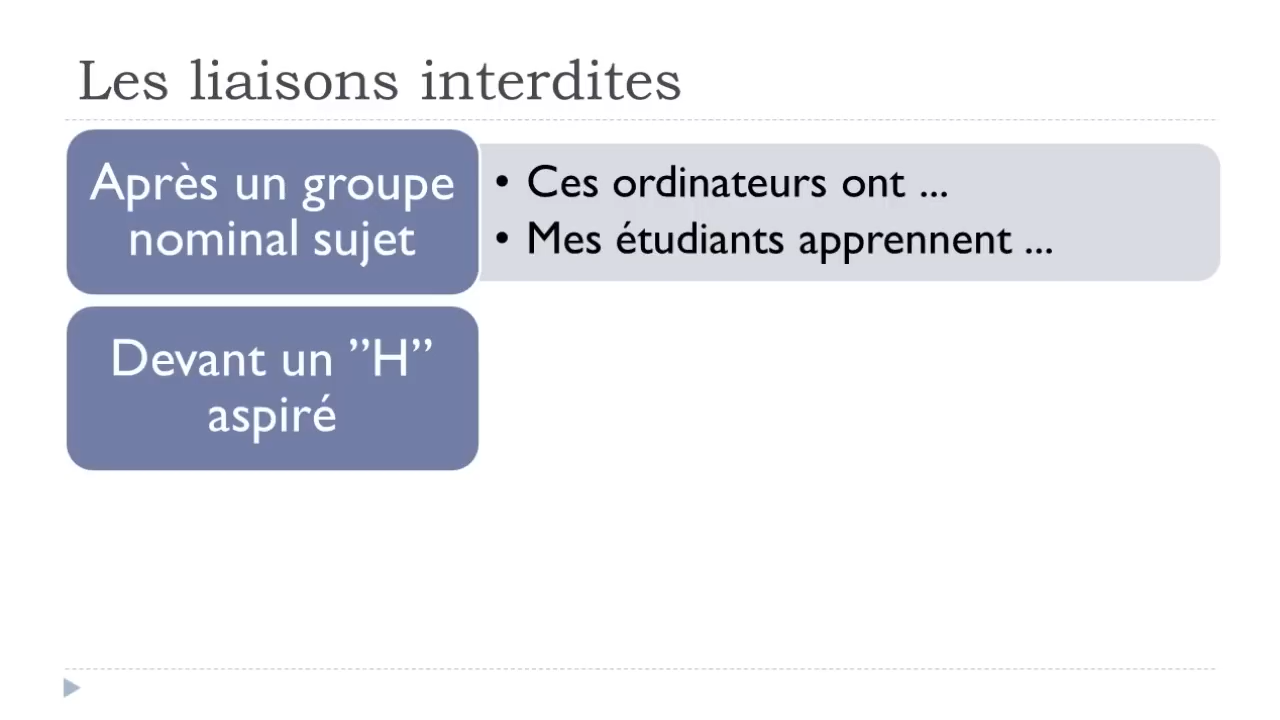 Les liaisons interdites
Après un groupe
nominal sujet
• Ces ordinateurs ont ...
• Mes étudiants apprennent ...
Devant un ”H”
aspiré